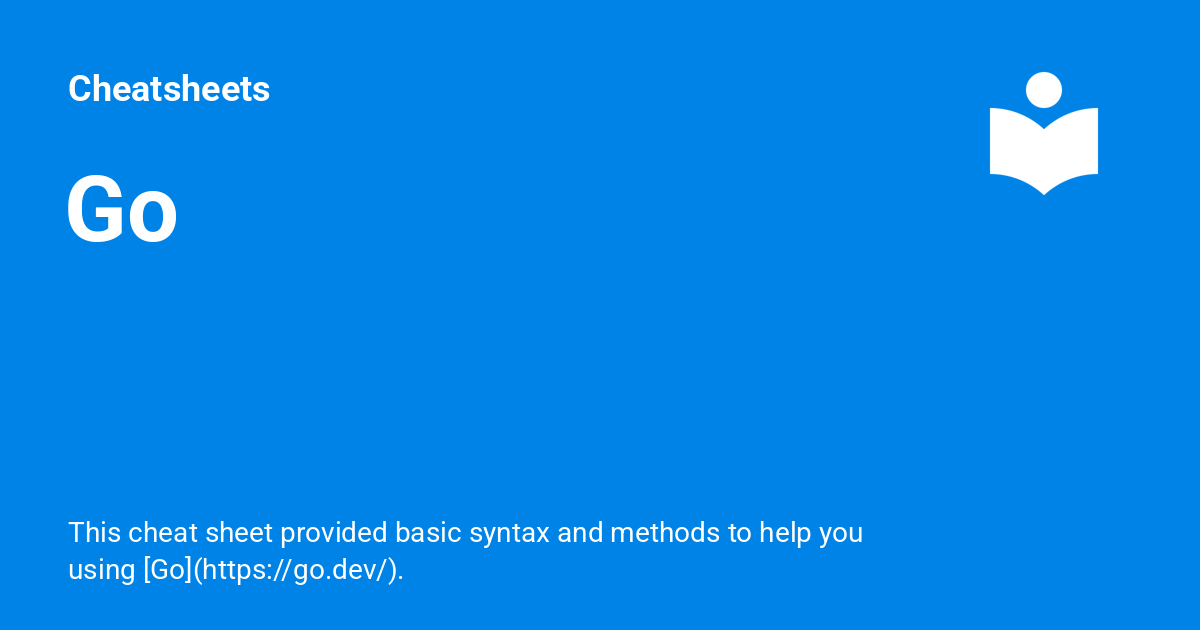 Cheatsheets
Go
This cheat sheet provided basic syntax and methods to help you
using [Go](https://go.dev/).